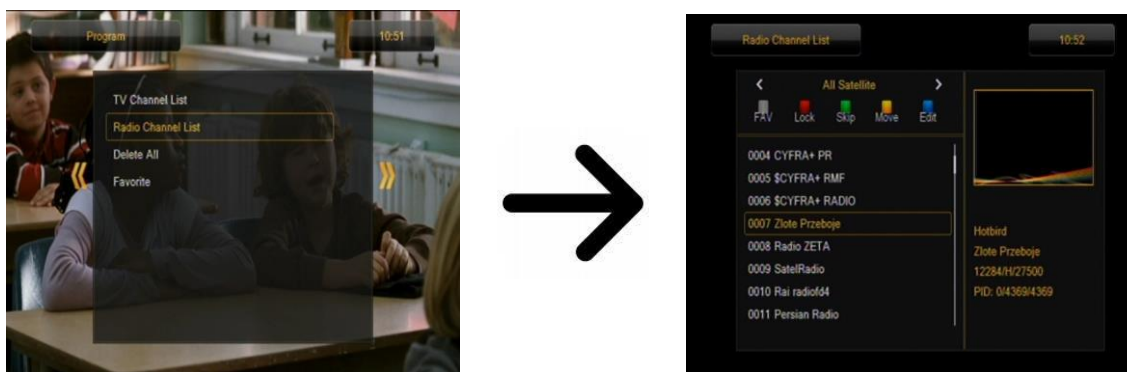 Program
10:51
TV Channel List
Radio Channel List
Delete All
Favorite
Radio Channel List
10:52
All Satellite
FAV Lock Skip Move Edit
0004 CYFRA+ PR
0005 $CYFRA+ RMF
0006 $CYFRA+ RADIO
0007 Zlote Przeboje
0008 Radio ZETA
0009 SatelRadio
0010 Rai radiofd4
0011 Persian Radio
Hotbird
Zlote Przeboje
12284/H/27500
PID: 0/4369/4369